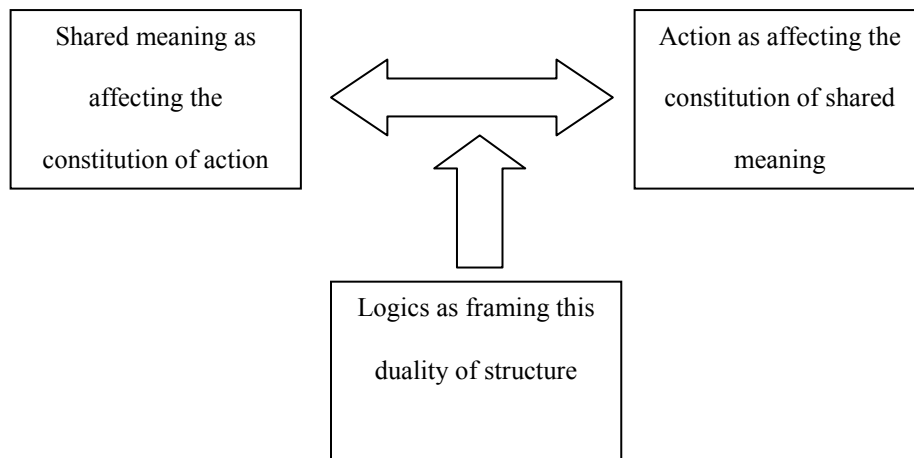 Shared meaning as
affecting the
constitution of action
Action as affecting the
constitution of shared
meaning
Logics as framing this
duality of structure